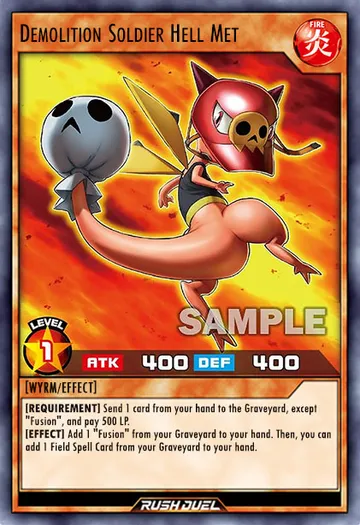 DEMOLITION SOLDIER HELL MET
FIRE
炎
SAMPLE
LEVEL
1
ATK 400 DEF 400
[WYRM/EFFECT]
[REQUIREMENT] Send 1 card from your hand to the Graveyard, except
"Fusion", and pay 500 LP.
[EFFECT] Add 1 "Fusion" from your Graveyard to your hand. Then, you can
add 1 Field Spell Card from your Graveyard to your hand.
RUSH DUEL